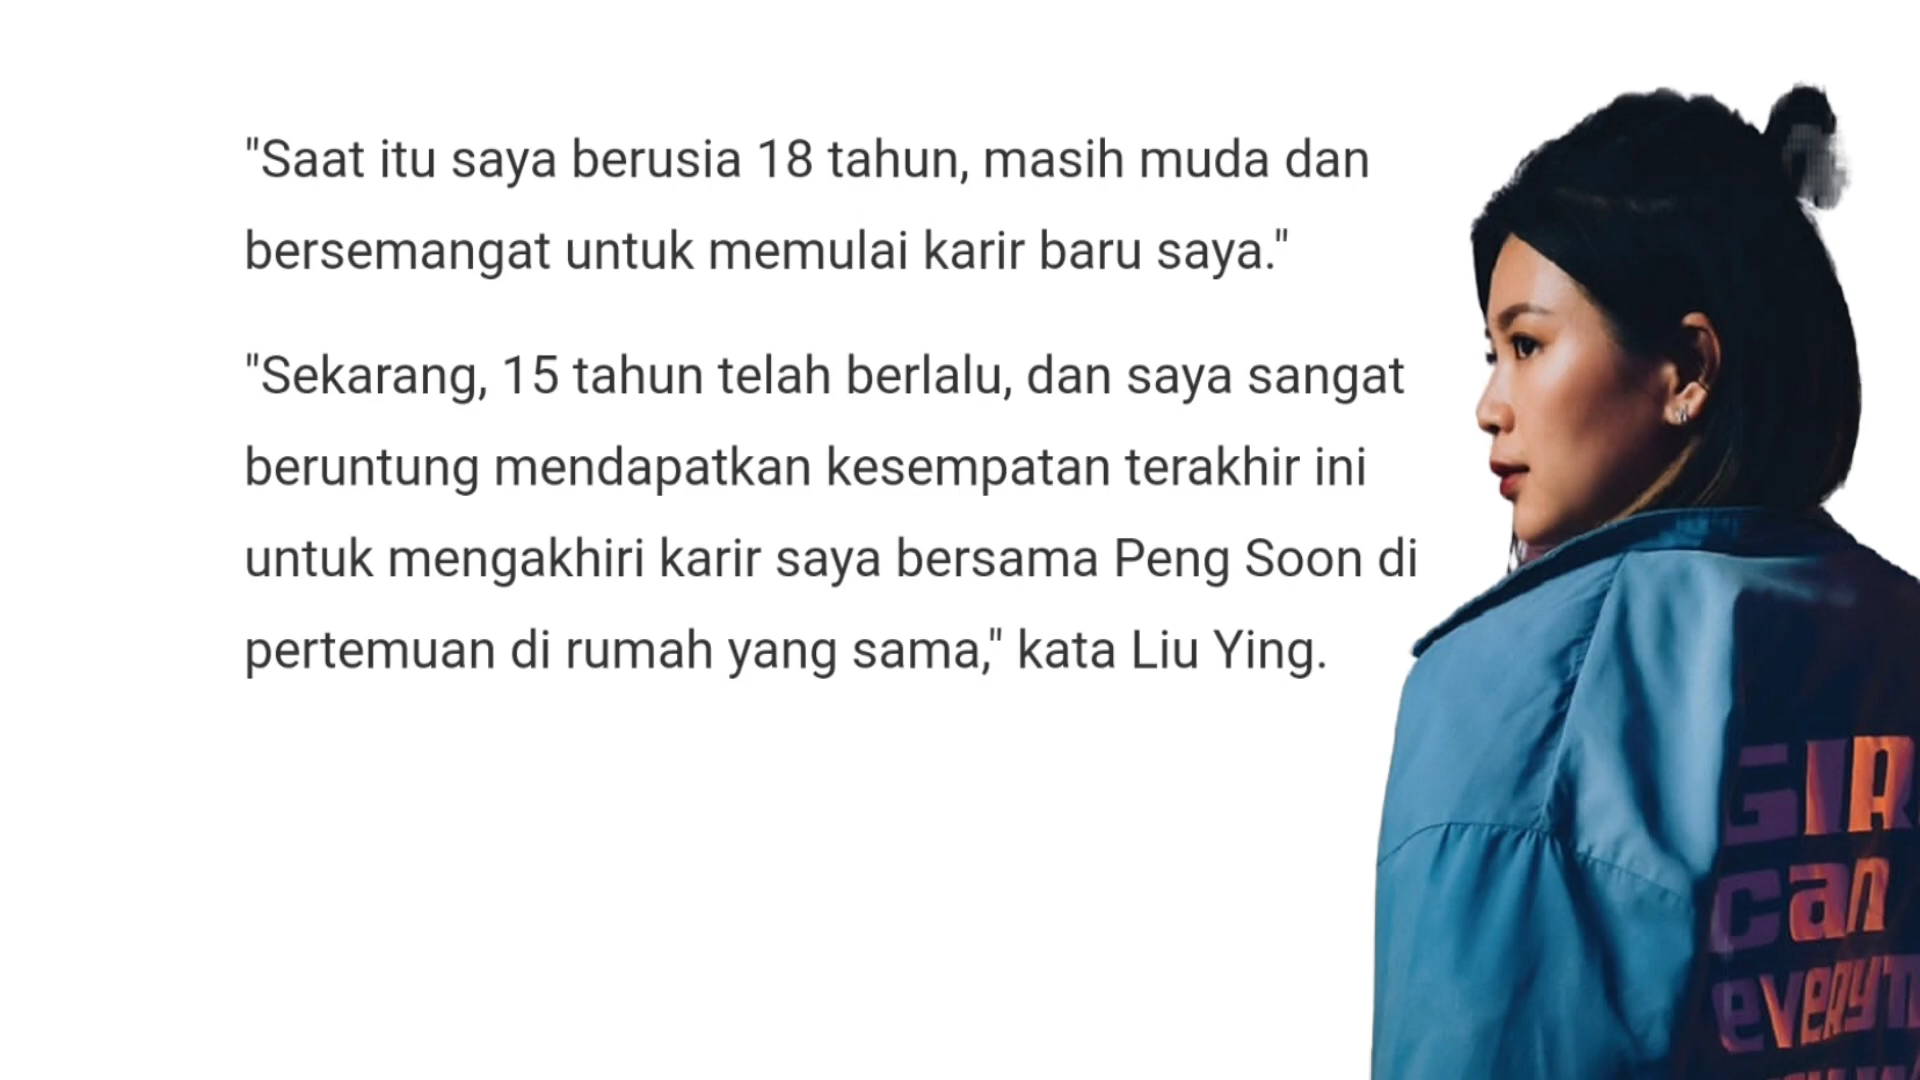 "Saat itu saya berusia 18 tahun, masih muda dan
bersemangat untuk memulai karir baru saya."
"Sekarang, 15 tahun telah berlalu, dan saya sangat
beruntung mendapatkan kesempatan terakhir ini
untuk mengakhiri karir saya bersama Peng Soon di
pertemuan di rumah yang sama," kata Liu Ying.
GIR
can